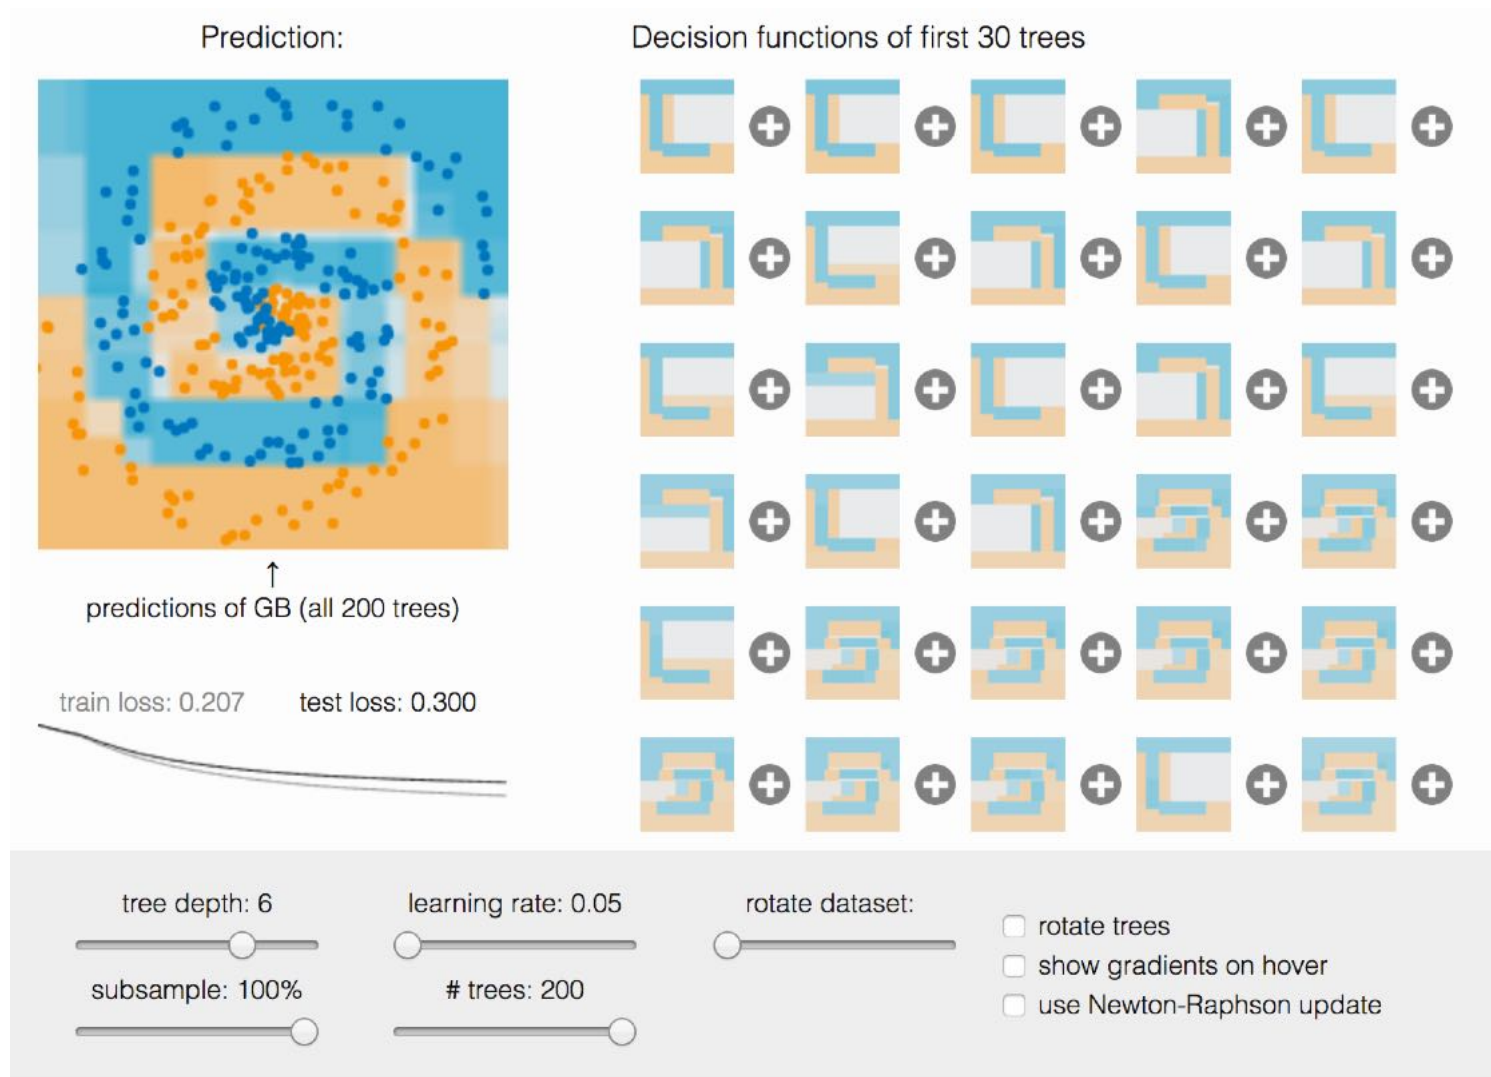 Prediction:
Decision functions of first 30 trees
predictions of GB (all 200 trees)
train loss: 0.207
test loss: 0.300
tree depth: 6
learning rate: 0.05
rotate dataset:
subsample: 100%
# trees: 200
rotate trees
show gradients on hover
use Newton-Raphson update